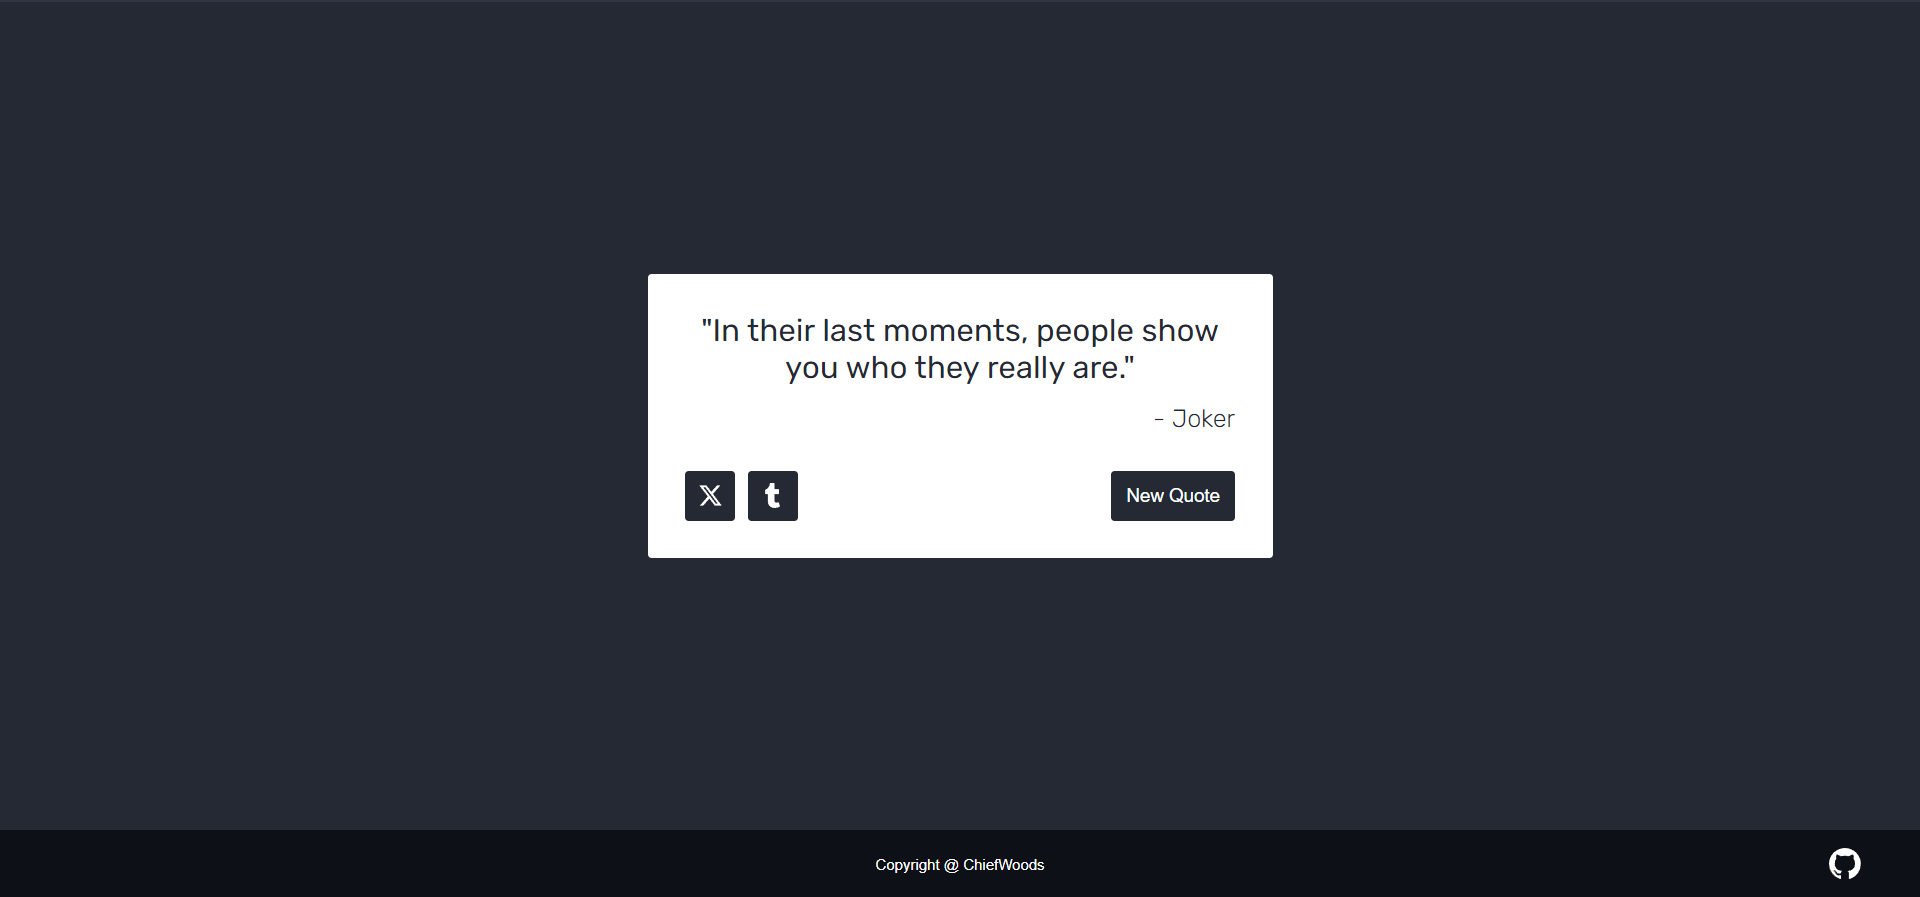 "In their last moments, people show
you who they really are."
- Joker
New Quote
Copyright @ ChiefWoods